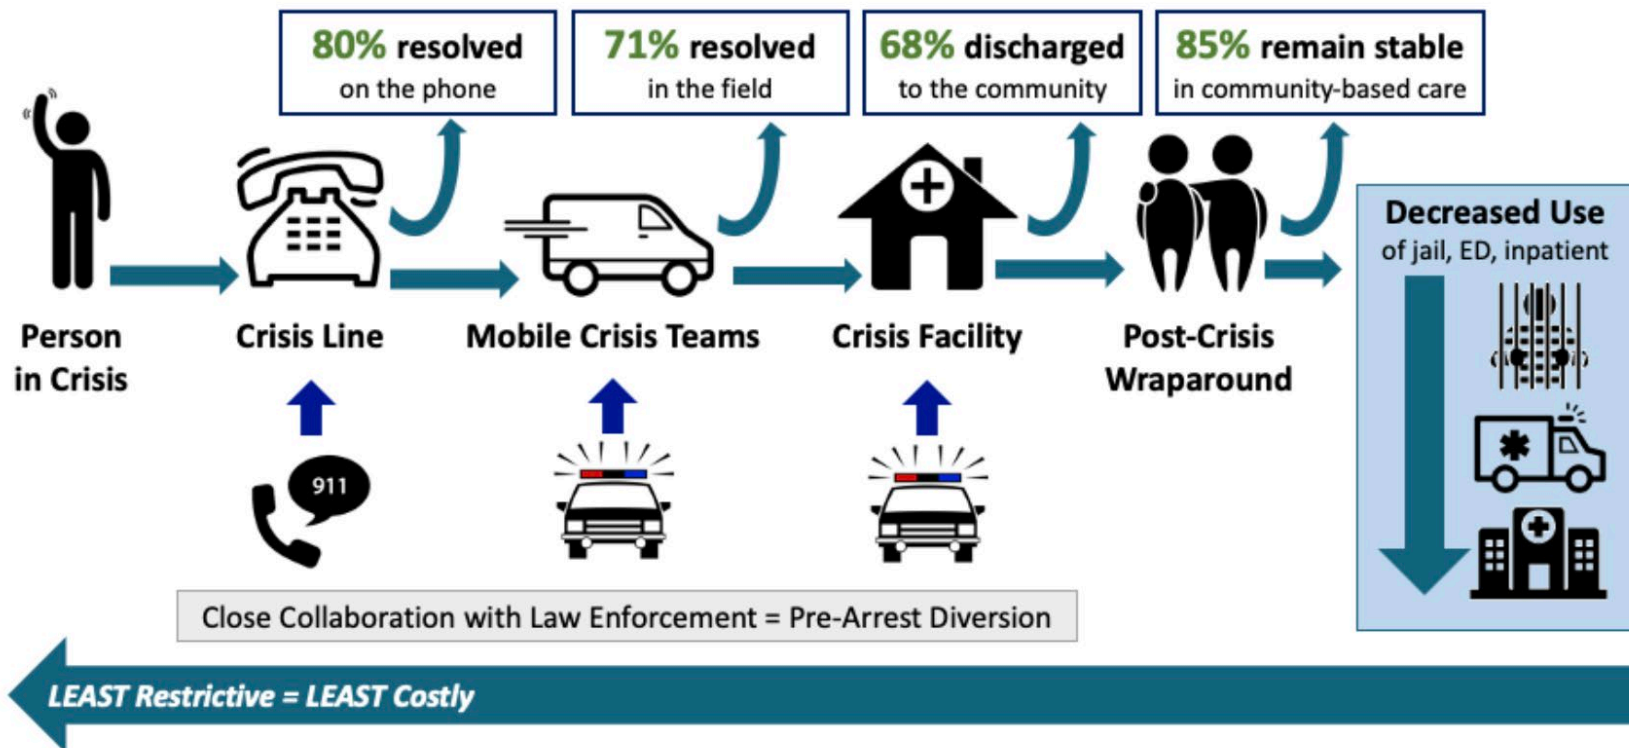 80% resolved
on the phone
71% resolved
in the field
68% discharged
to the community
85% remain stable
in community-based care
Person
in Crisis
Crisis Line
Mobile Crisis Teams
Crisis Facility
Post-Crisis
Wraparound
Decreased Use
of jail, ED, inpatient
911
Close Collaboration with Law Enforcement = Pre-Arrest Diversion
LEAST Restrictive = LEAST Costly